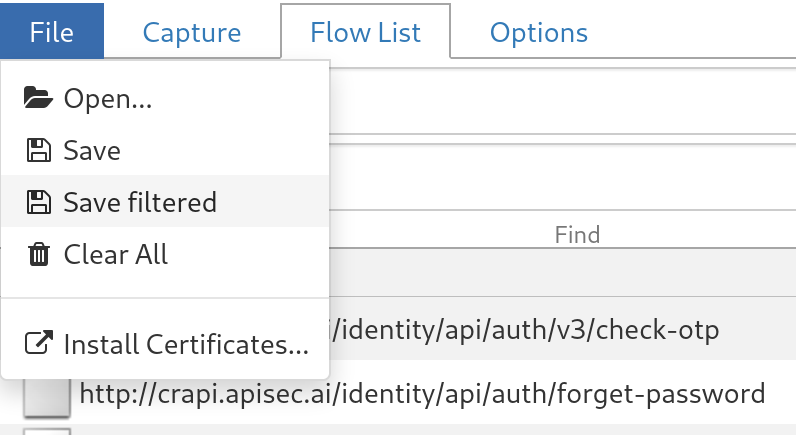 File Capture Flow List Options
Open...
Save
Save filtered
Find
Clear All
/identity/api/auth/v3/check-otp
Install Certificates...
http://crapi.apisec.ai/identity/api/auth/forget-password